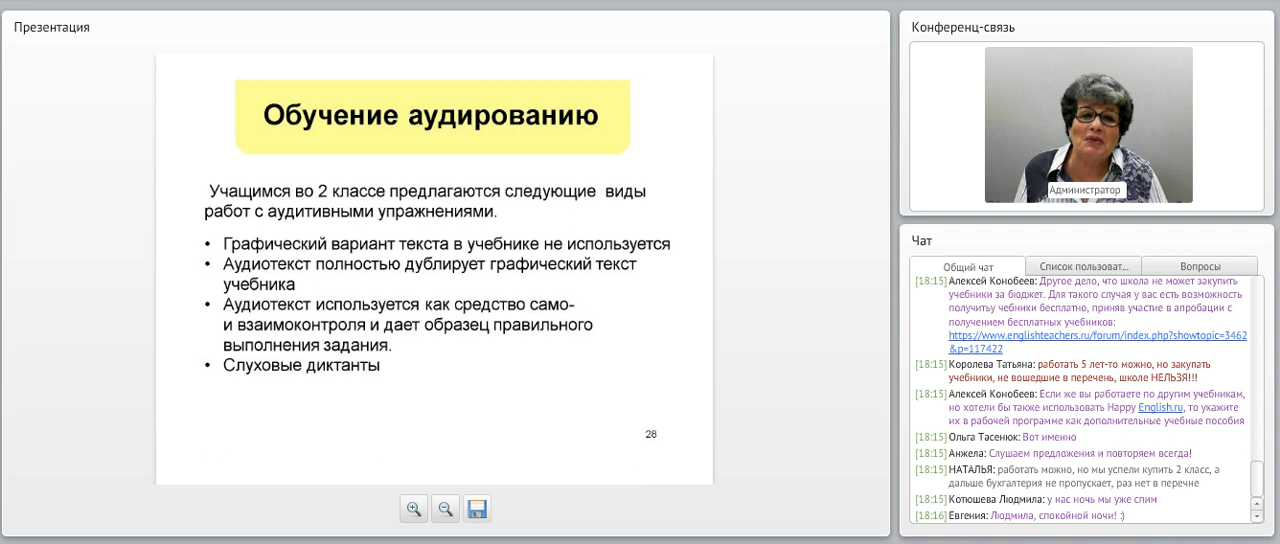 Презентация
Обучение аудированию
Учащимся во 2 классе предлагаются следующие виды
работ с аудитивными упражнениями.
• Графический вариант текста в учебнике не используется
• Аудиотекст полностью дублирует графический текст
учебника
• Аудиотекст используется как средство само-
и взаимоконтроля и дает образец правильного
выполнения задания.
• Слуховые диктанты
28
Конференц-связь
Администратор
Чат
Общий чат
Список пользоват...
Вопросы
[18:15] Алексей Конобеев: Другое дело, что школа не может закупить
учебники за бюджет. Для такого случая у вас есть возможность
получитьу чебники бесплатно, приняв участие в апробации с
получением бесплатных учебников:
https://www.englishteachers.ru/forum/index.php?showtopic=3462
&p=117422
[18:15] Королева Татьяна: работать 5 лет-то можно, но закупать
учебники, не вошедшие в перечень, школе НЕЛЬЗЯ!!!
[18:15] Алексей Конобеев: Если же вы работаете по другим учебникам,
но хотели бы также использовать Happy English.ru, то укажите
их в рабочей программе как дополнительные учебные пособия
[18:15] Ольга Тасенюк: Вот именно
[18:15] Анжела: Слушаем предложения и повторяем всегда!
[18:15] НАТАЛЬЯ: работать можно, но мы успели купить 2 класс, а
дальше бухгалтерия не пропускает, раз нет в перечне
[18:15] Котюшева Людмила: у нас ночь мы уже спим
[18:16] Евгения: Людмила, спокойной ночи! :)